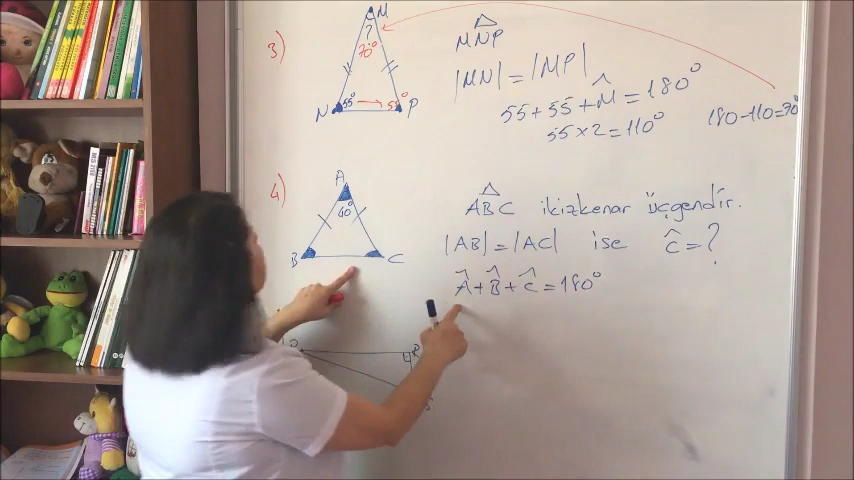 3)
M
?
70°
N 55° 55° P
MNP
|MN| = |MP|
55 + 55 + M̂ = 180°
55 x 2 = 110°
180 - 110 = 70°
4)
A
40°
B C
ABC ikizkenar üçgendir.
|AB| = |AC| ise ĉ = ?
Â + B̂ + Ĉ = 180°